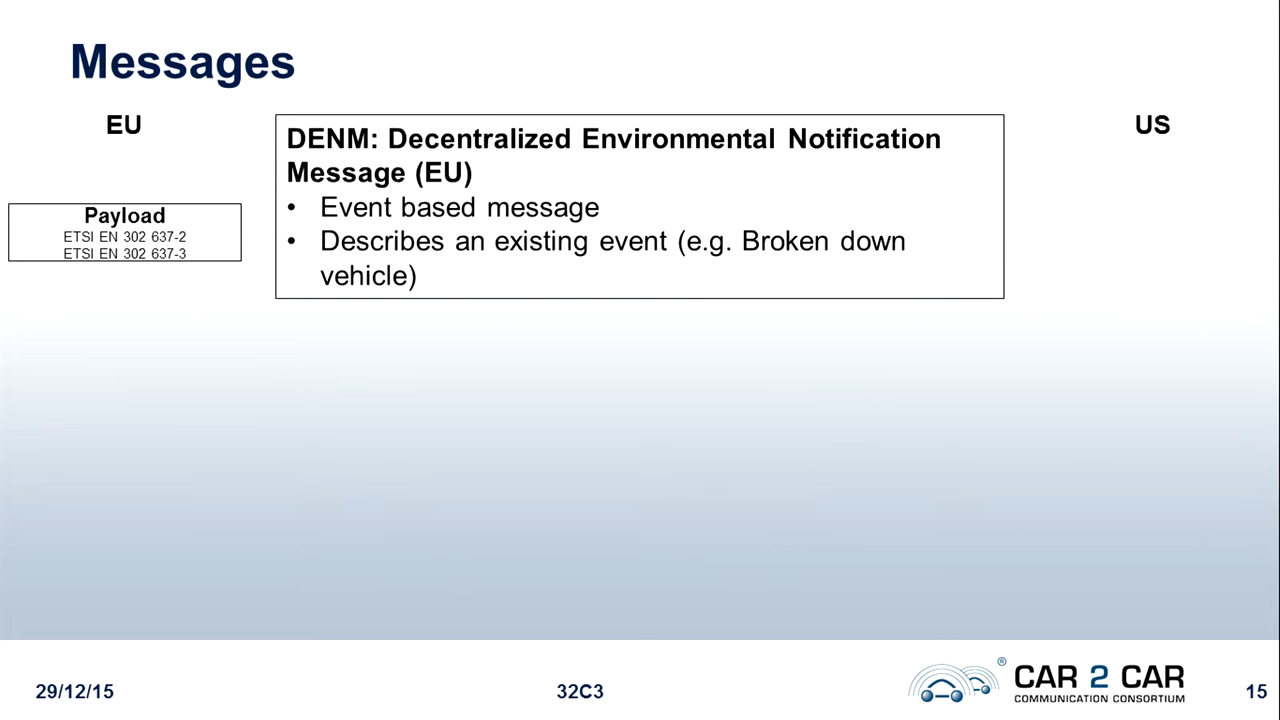 Messages
EU
US
DENM: Decentralized Environmental Notification
Message (EU)
• Event based message
• Describes an existing event (e.g. Broken down
vehicle)
Payload
ETSI EN 302 637-2
ETSI EN 302 637-3
29/12/15
32C3
®
CAR 2 CAR
COMMUNICATION CONSORTIUM
15